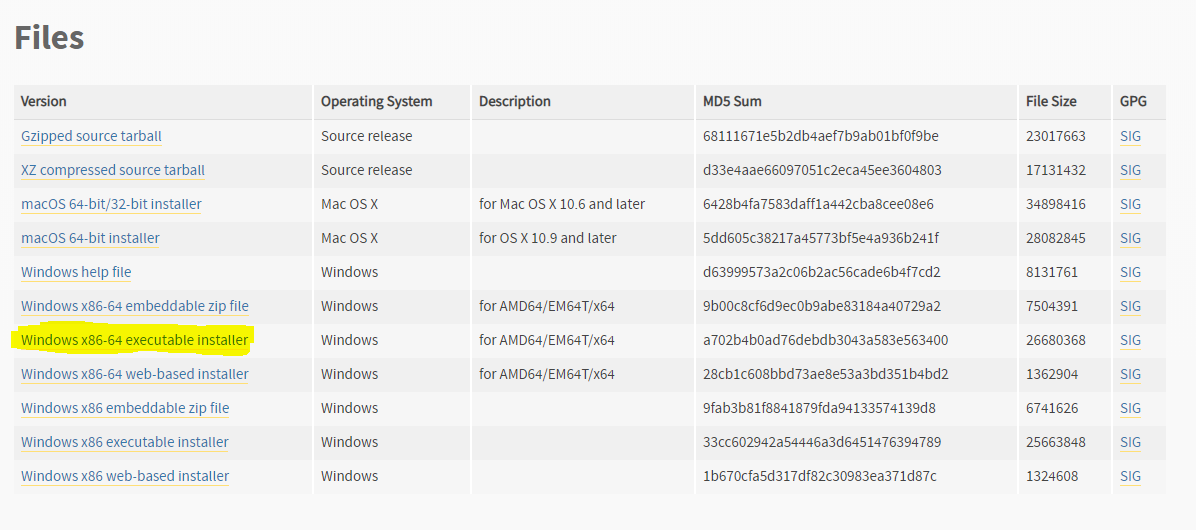 Files
Version Operating System Description MD5 Sum File Size GPG
Gzipped source tarball Source release 68111671e5b2db4aef7b9ab01bf0f9be 23017663 SIG
XZ compressed source tarball Source release d33e4aae66097051c2eca45ee3604803 17131432 SIG
macOS 64-bit/32-bit installer Mac OS X for Mac OS X 10.6 and later 6428b4fa7583daff1a442cba8cee08e6 34898416 SIG
macOS 64-bit installer Mac OS X for OS X 10.9 and later 5dd605c38217a45773bf5e4a936b241f 28082845 SIG
Windows help file Windows d63999573a2c06b2ac56cade6b4f7cd2 8131761 SIG
Windows x86-64 embeddable zip file Windows for AMD64/EM64T/x64 9b00c8cf6d9ec0b9abe83184a40729a2 7504391 SIG
Windows x86-64 executable installer Windows for AMD64/EM64T/x64 a702b4b0ad76debdb3043a583e563400 26680368 SIG
Windows x86-64 web-based installer Windows for AMD64/EM64T/x64 28cb1c608bbd73ae8e53a3bd351b4bd2 1362904 SIG
Windows x86 embeddable zip file Windows 9fab3b81f8841879fda94133574139d8 6741626 SIG
Windows x86 executable installer Windows 33cc602942a54446a3d6451476394789 25663848 SIG
Windows x86 web-based installer Windows 1b670cfa5d317df82c30983ea371d87c 1324608 SIG